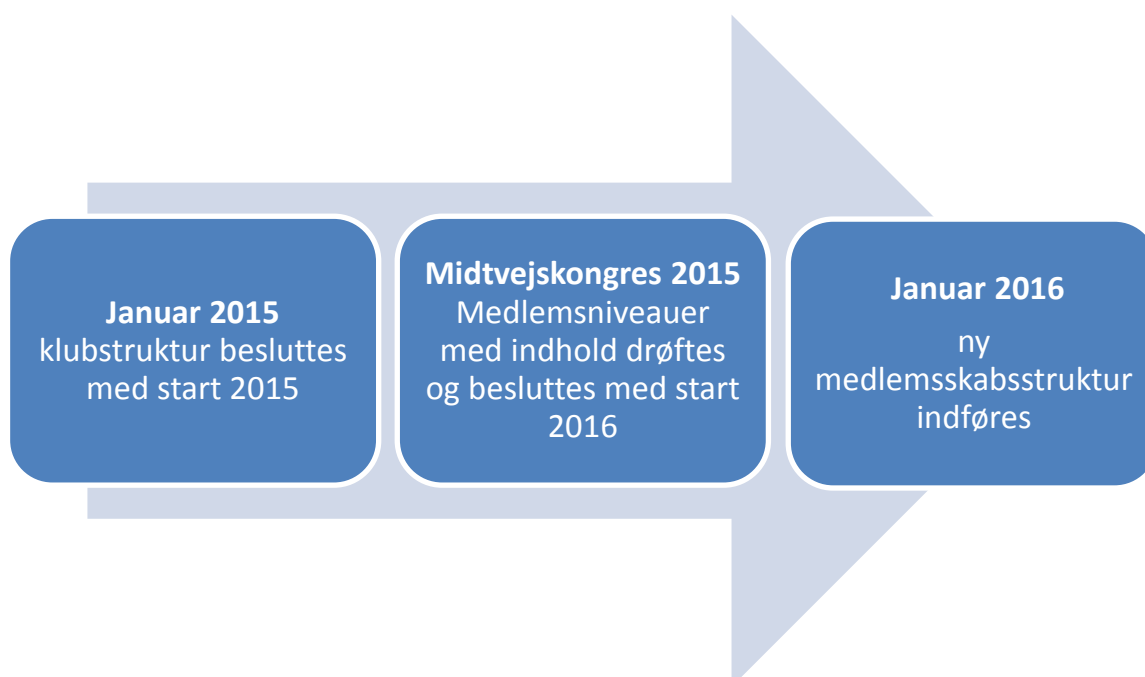 Januar 2015
klubstruktur besluttes
med start 2015
Midtvejskongres 2015
Medlemsniveauer
med indhold drøftes
og besluttes med start
2016
Januar 2016
ny
medlemsskabsstruktur
indføres